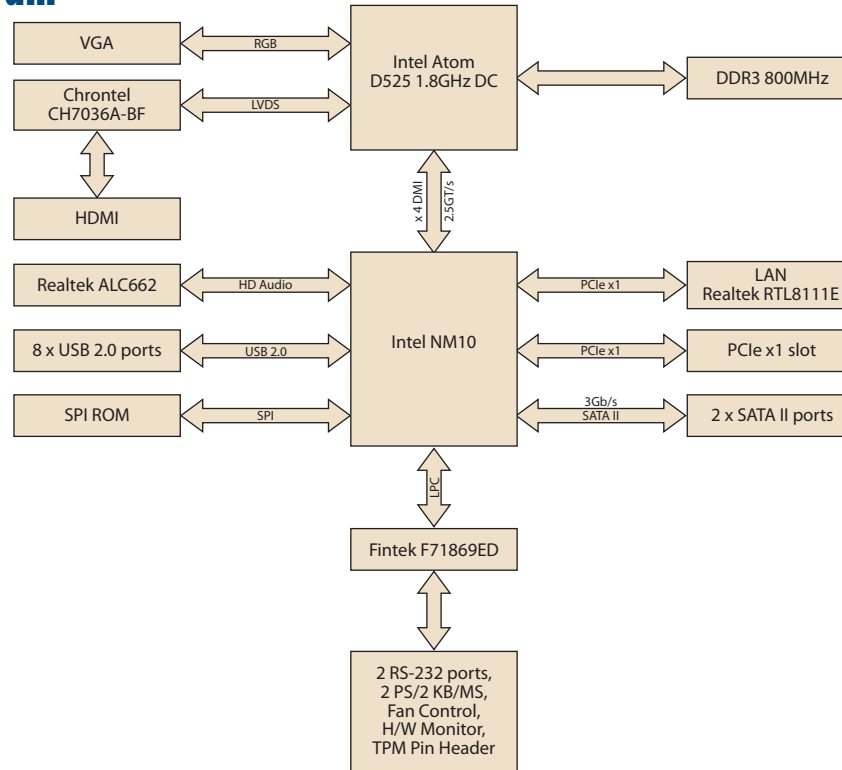 VGA
RGB
Intel Atom
D525 1.8GHz DC
DDR3 800MHz
Chrontel
CH7036A-BF
LVDS
x 4 DMI
2.5GT/s
HDMI
Realtek ALC662
HD Audio
Intel NM10
PCIe x1
LAN
Realtek RTL8111E
8 x USB 2.0 ports
USB 2.0
PCIe x1
PCIe x1 slot
SPI ROM
SPI
3Gb/s
SATA II
2 x SATA II ports
LPC
Fintek F71869ED
2 RS-232 ports,
2 PS/2 KB/MS,
Fan Control,
H/W Monitor,
TPM Pin Header